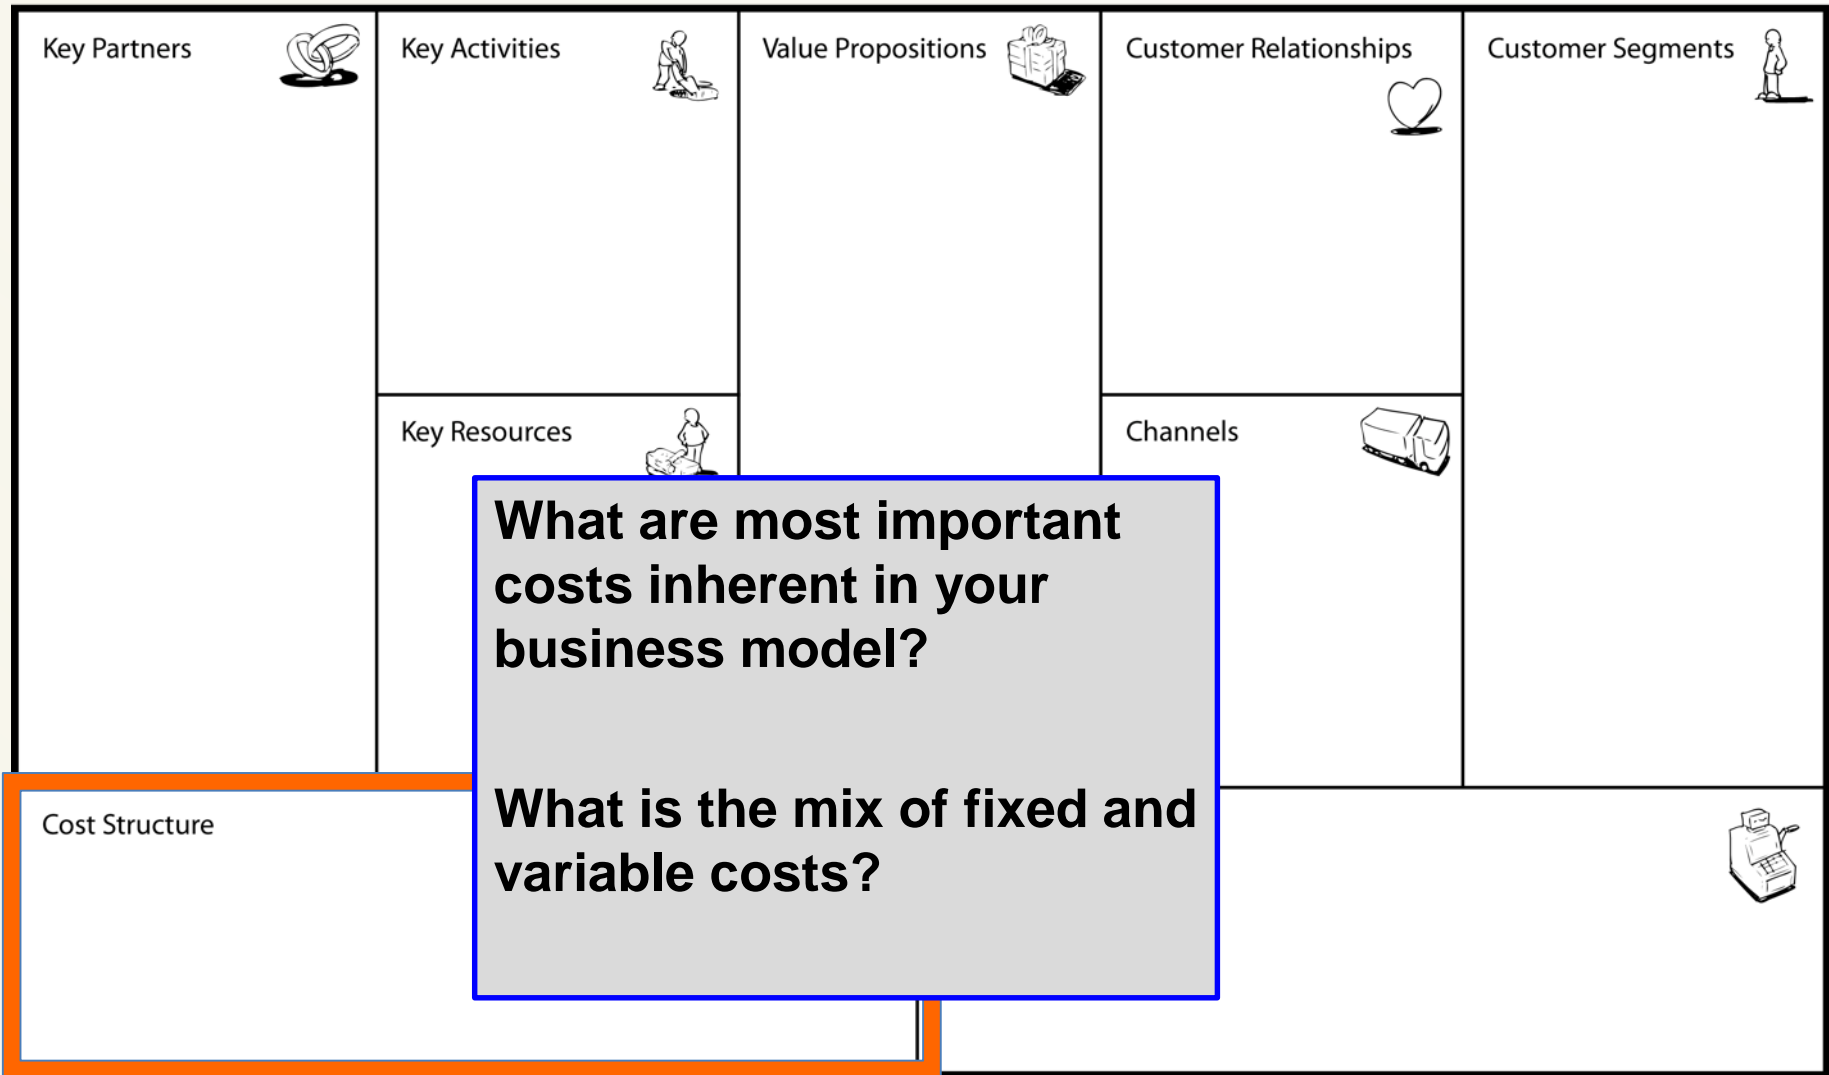 Key Partners
Key Activities
Value Propositions
Customer Relationships
Customer Segments
Key Resources
Channels
What are most important
costs inherent in your
business model?
What is the mix of fixed and
variable costs?
Cost Structure